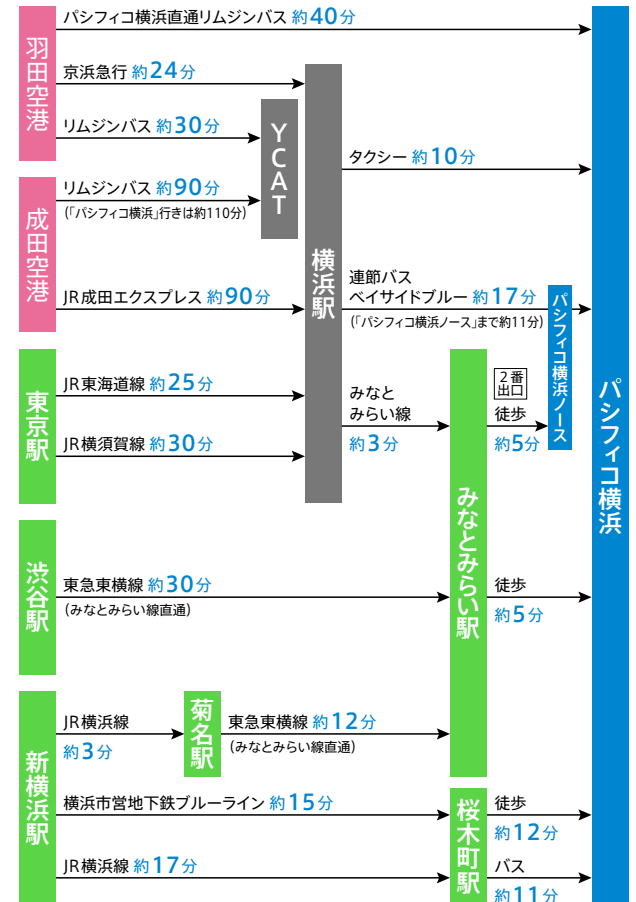 羽田空港
パシフィコ横浜直通リムジンバス 約40分
京浜急行 約24分
リムジンバス 約30分
YCAT
成田空港
リムジンバス 約90分
(「パシフィコ横浜」行きは約110分)
JR成田エクスプレス 約90分
横浜駅
タクシー 約10分
連節バス
ベイサイドブルー 約17分
(「パシフィコ横浜ノース」まで約11分)
パシフィコ横浜ノース
東京駅
JR東海道線 約25分
JR横須賀線 約30分
みなと
みらい線
約3分
2番
出口
徒歩
約5分
パシフィコ横浜
みなとみらい駅
渋谷駅
東急東横線 約30分
(みなとみらい線直通)
徒歩
約5分
新横浜駅
JR横浜線
約3分
菊名駅
東急東横線 約12分
(みなとみらい線直通)
横浜市営地下鉄ブルーライン 約15分
JR横浜線 約17分
桜木町駅
徒歩
約12分
バス
約11分